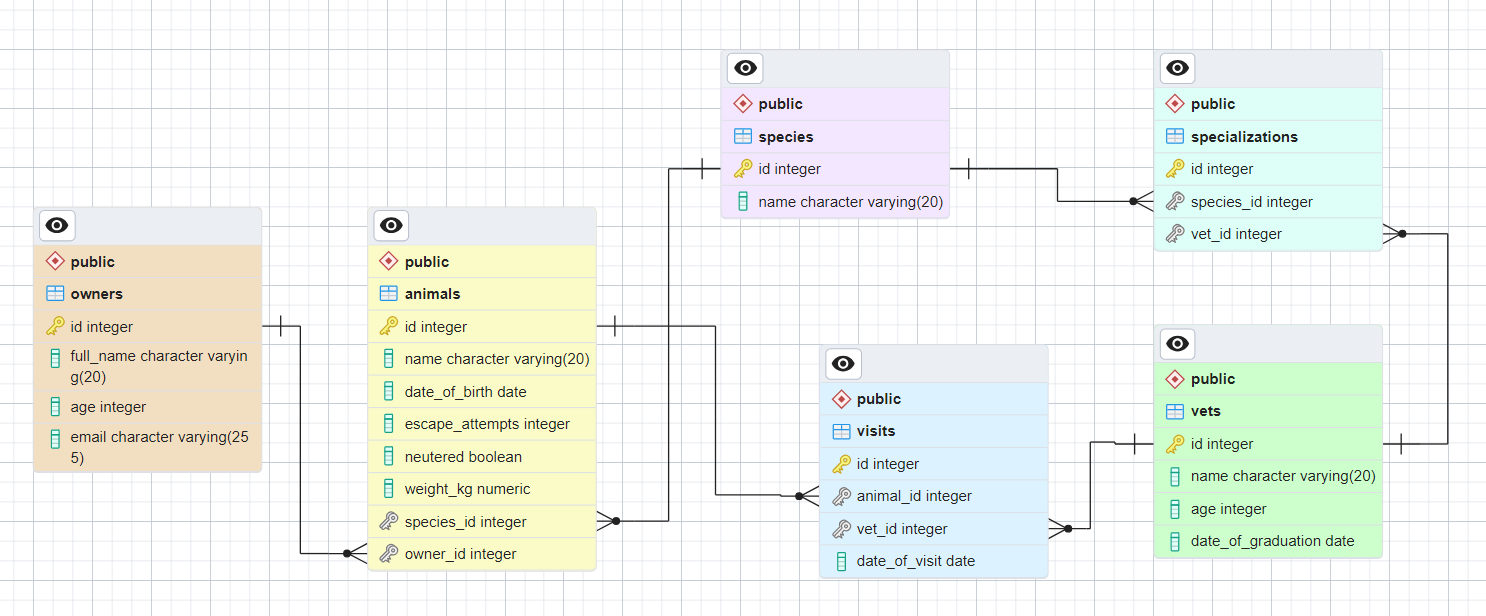 public
species
id integer
name character varying(20)
public
specializations
id integer
species_id integer
vet_id integer
public
owners
id integer
full_name character varyin
g(20)
age integer
email character varying(25
5)
public
animals
id integer
name character varying(20)
date_of_birth date
escape_attempts integer
neutered boolean
weight_kg numeric
species_id integer
owner_id integer
public
visits
id integer
animal_id integer
vet_id integer
date_of_visit date
public
vets
id integer
name character varying(20)
age integer
date_of_graduation date